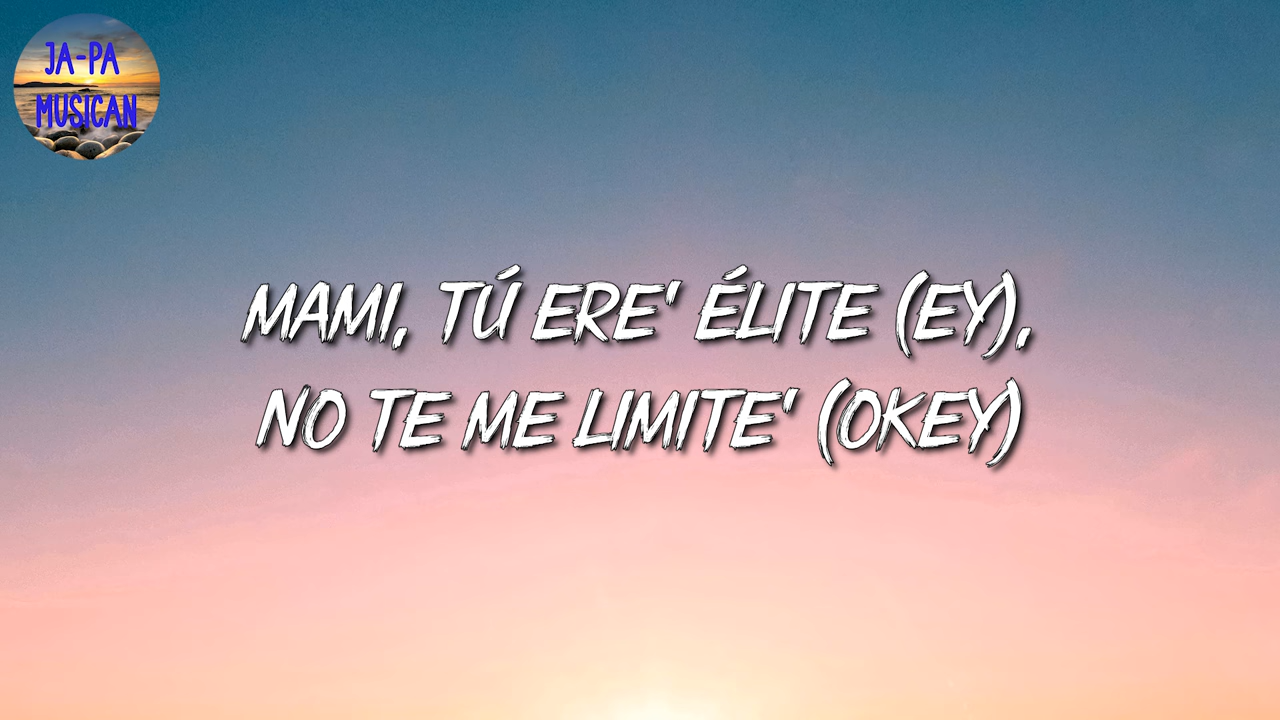 JA-PA
MUSICAN
MAMI, TÚ ERE' ÉLITE (EY),
NO TE ME LIMITE' (OKEY)